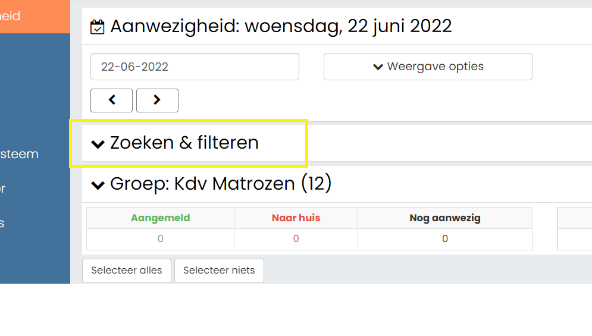 eid
Aanwezigheid: woensdag, 22 juni 2022
22-06-2022
Weergave opties
Zoeken & filteren
steem
er
s
Groep: Kdv Matrozen (12)
Aangemeld Naar huis Nog aanwezig
0 0 0
Selecteer alles Selecteer niets